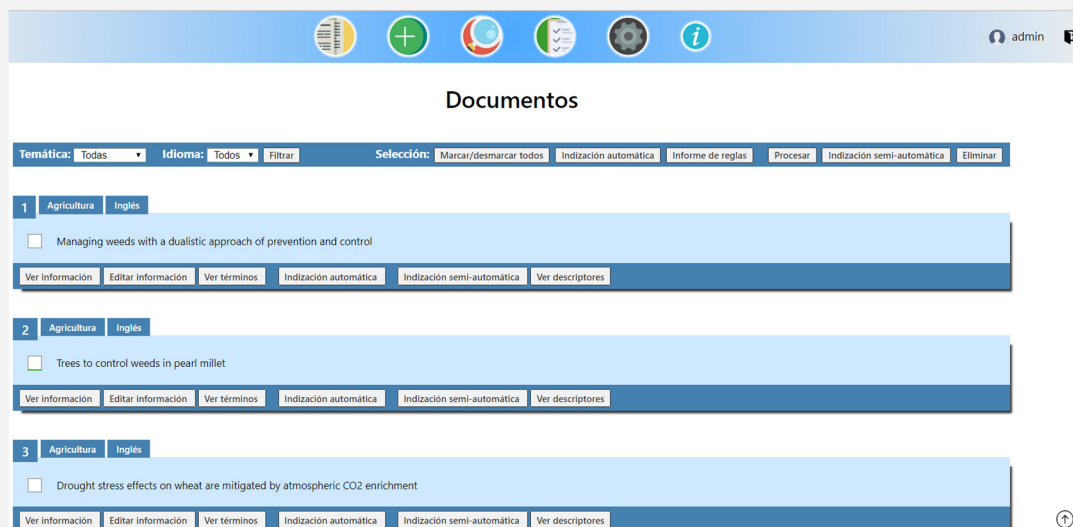 i
admin
Documentos
Temática: Todas Idioma: Todos Filtrar Selección: Marcar/desmarcar todos Indización automática Informe de reglas Procesar Indización semi-automática Eliminar
1 Agricultura Inglés
Managing weeds with a dualistic approach of prevention and control
Ver información Editar información Ver términos Indización automática Indización semi-automática Ver descriptores
2 Agricultura Inglés
Trees to control weeds in pearl millet
Ver información Editar información Ver términos Indización automática Indización semi-automática Ver descriptores
3 Agricultura Inglés
Drought stress effects on wheat are mitigated by atmospheric CO2 enrichment
Ver información Editar información Ver términos Indización automática Indización semi-automática Ver descriptores